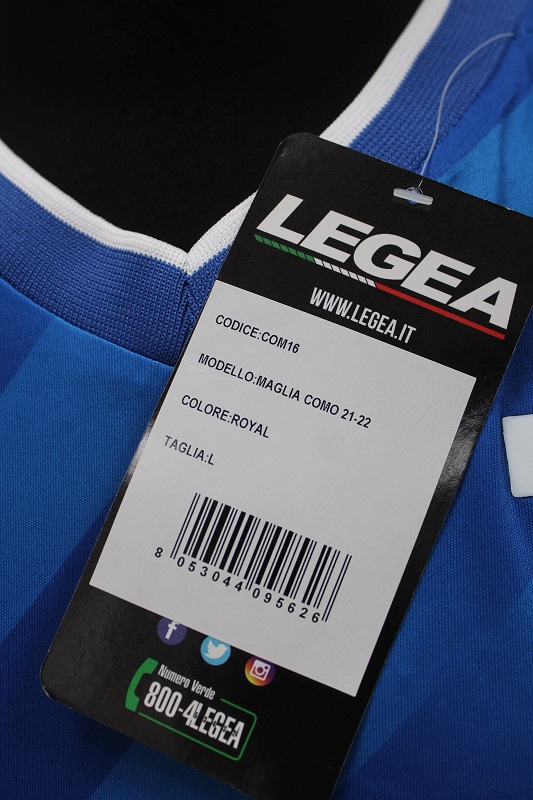 LEGEA
WWW.LEGEA.IT
CODICE:COM16
MODELLO:MAGLIA COMO 21-22
COLORE:ROYAL
TAGLIA:L
8 053044 095626
Numero Verde
800-4LEGEA